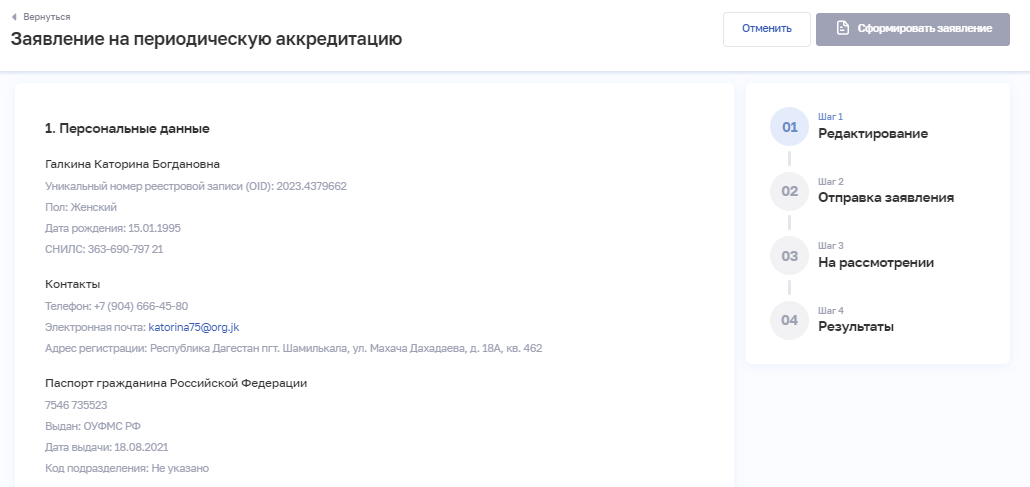 Вернуться
Заявление на периодическую аккредитацию
Отменить
Сформировать заявление
1. Персональные данные
Галкина Каторина Богдановна
Уникальный номер реестровой записи (OID): 2023.4379662
Пол: Женский
Дата рождения: 15.01.1995
СНИЛС: 363-690-797 21
Контакты
Телефон: +7 (904) 666-45-80
Электронная почта: katorina75@org.jk
Адрес регистрации: Республика Дагестан пгт. Шамилькала, ул. Махача Дахадаева, д. 18А, кв. 462
Паспорт гражданина Российской Федерации
7546 735523
Выдан: ОУФМС РФ
Дата выдачи: 18.08.2021
Код подразделения: Не указано
01
Шаг 1
Редактирование
02
Шаг 2
Отправка заявления
03
Шаг 3
На рассмотрении
04
Шаг 4
Результаты